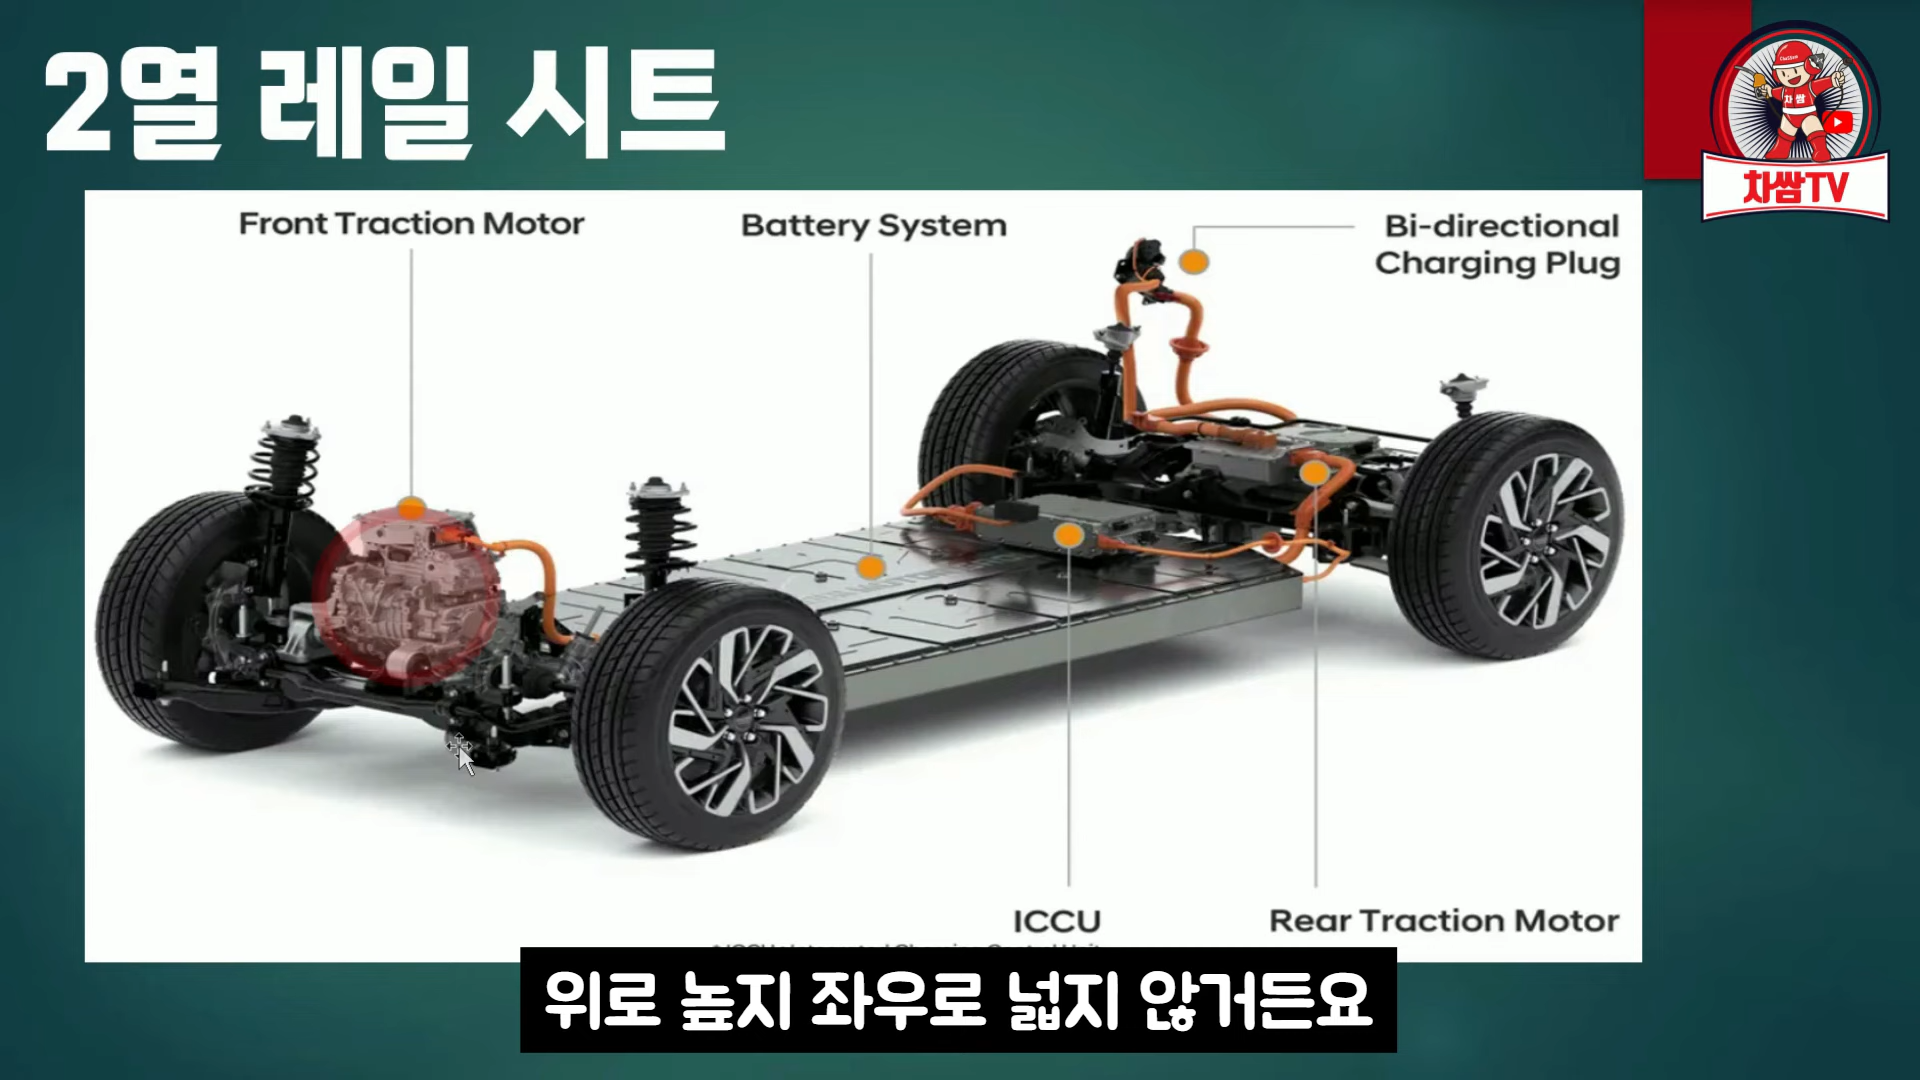 2열 레일 시트
차쌈TV
Front Traction Motor
Battery System
Bi-directional
Charging Plug
ICCU
Rear Traction Motor
위로 높지 좌우로 넓지 않거든요